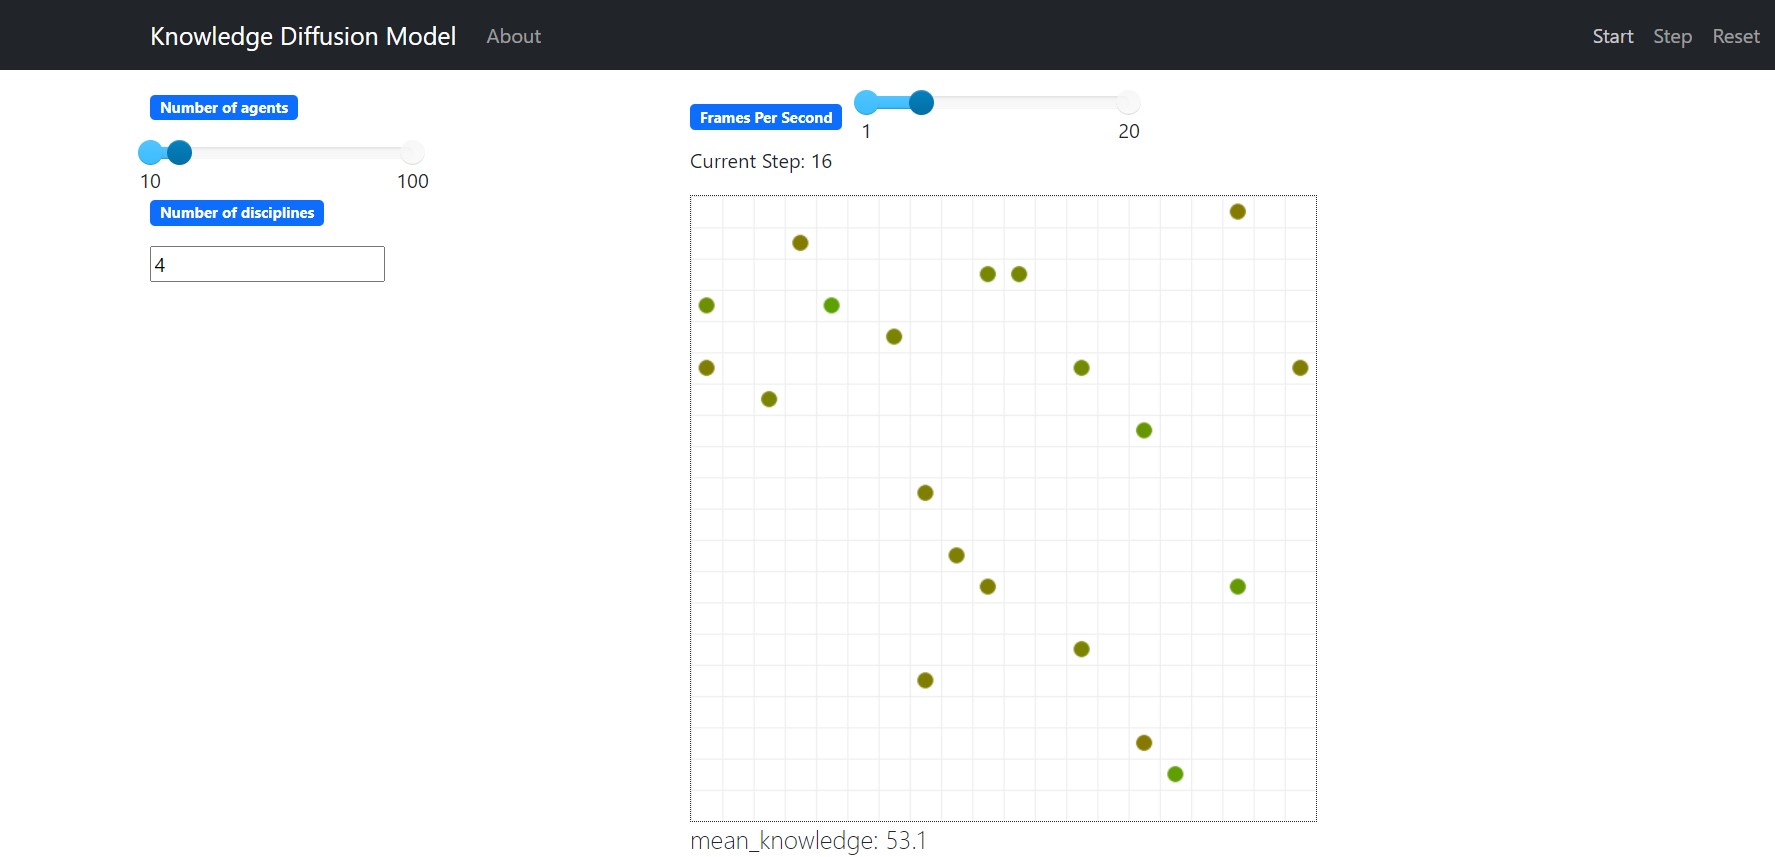 Knowledge Diffusion Model About Start Step Reset
Number of agents
10 100
Number of disciplines
4
Frames Per Second
1 20
Current Step: 16
mean_knowledge: 53.1